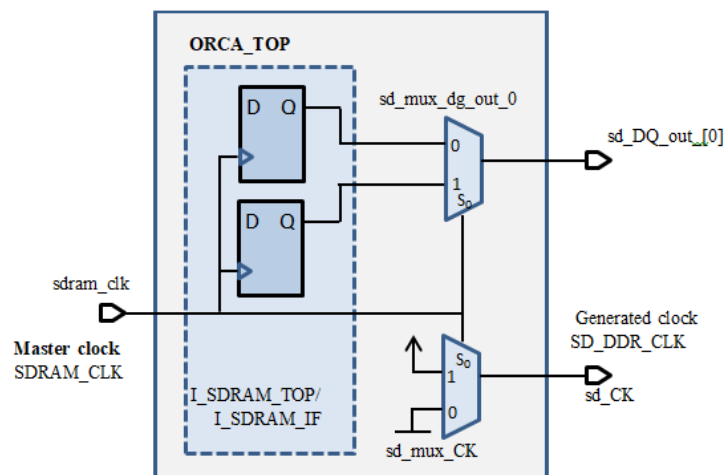 ORCA_TOP
sd_mux_dg_out_0
D Q
0
sd_DQ_out_[0]
1
S0
D Q
sdram_clk
Generated clock
SD_DDR_CLK
Master clock
SDRAM_CLK
S0
1
sd_CK
I_SDRAM_TOP/
I_SDRAM_IF
0
sd_mux_CK